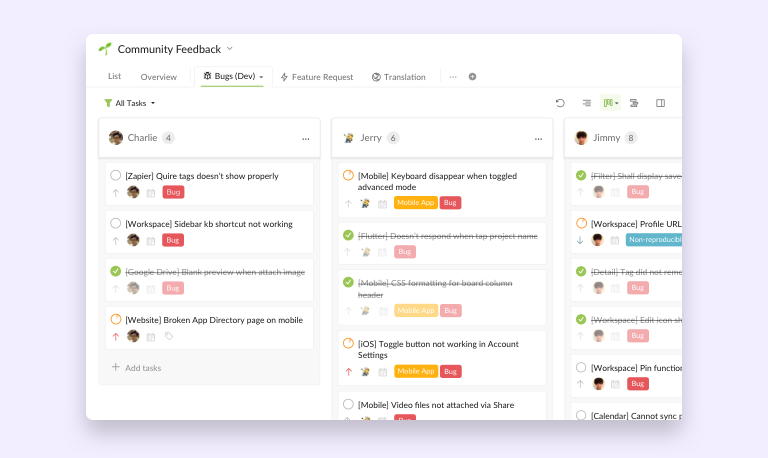 Community Feedback
List
Overview
Bugs (Dev)
Feature Request
Translation
All Tasks
Charlie 4
[Zapier] Quire tags doesn't show properly
Bug
[Workspace] Sidebar kb shortcut not working
Bug
[Google Drive] Blank preview when attach image
Bug
[Website] Broken App Directory page on mobile
Add tasks
Jerry 6
[Mobile] Keyboard disappear when toggled
advanced mode
Mobile App Bug
[Flutter] Doesn't respond when tap project name
Bug
[Mobile] CSS formatting for board column
header
Mobile App Bug
[iOS] Toggle button not working in Account
Settings
Mobile App Bug
[Mobile] Video files not attached via Share
Bug
Jimmy 8
[Filter] Shall display save
Bug
[Workspace] Profile URL
Non-reproducibl
[Detail] Tag did not remo
Bug
[Workspace] Edit icon sh
Bug
[Workspace] Pin function
Bug
[Calendar] Cannot sync p